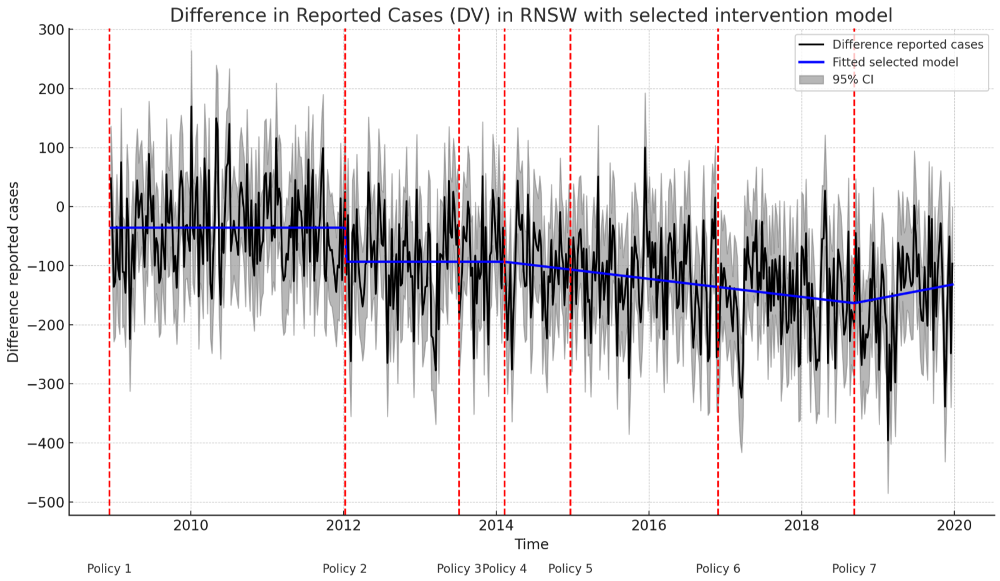 Difference in Reported Cases (DV) in RNSW with selected intervention model
Difference reported cases
Fitted selected model
95% CI
Difference reported cases
300
200
100
0
−100
−200
−300
−400
−500
2010 2012 2014 2016 2018 2020
Time
Policy 1 Policy 2 Policy 3 Policy 4 Policy 5 Policy 6 Policy 7